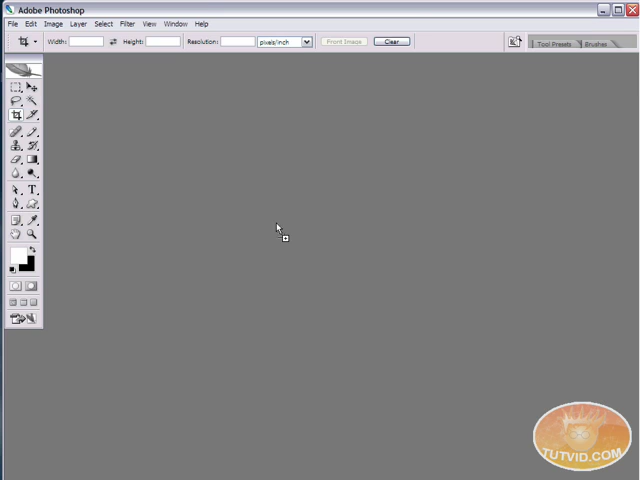 Adobe Photoshop
File Edit Image Layer Select Filter View Window Help
Width: Height: Resolution: pixels/inch Front Image Clear Tool Presets Brushes
T
TUTVID.COM